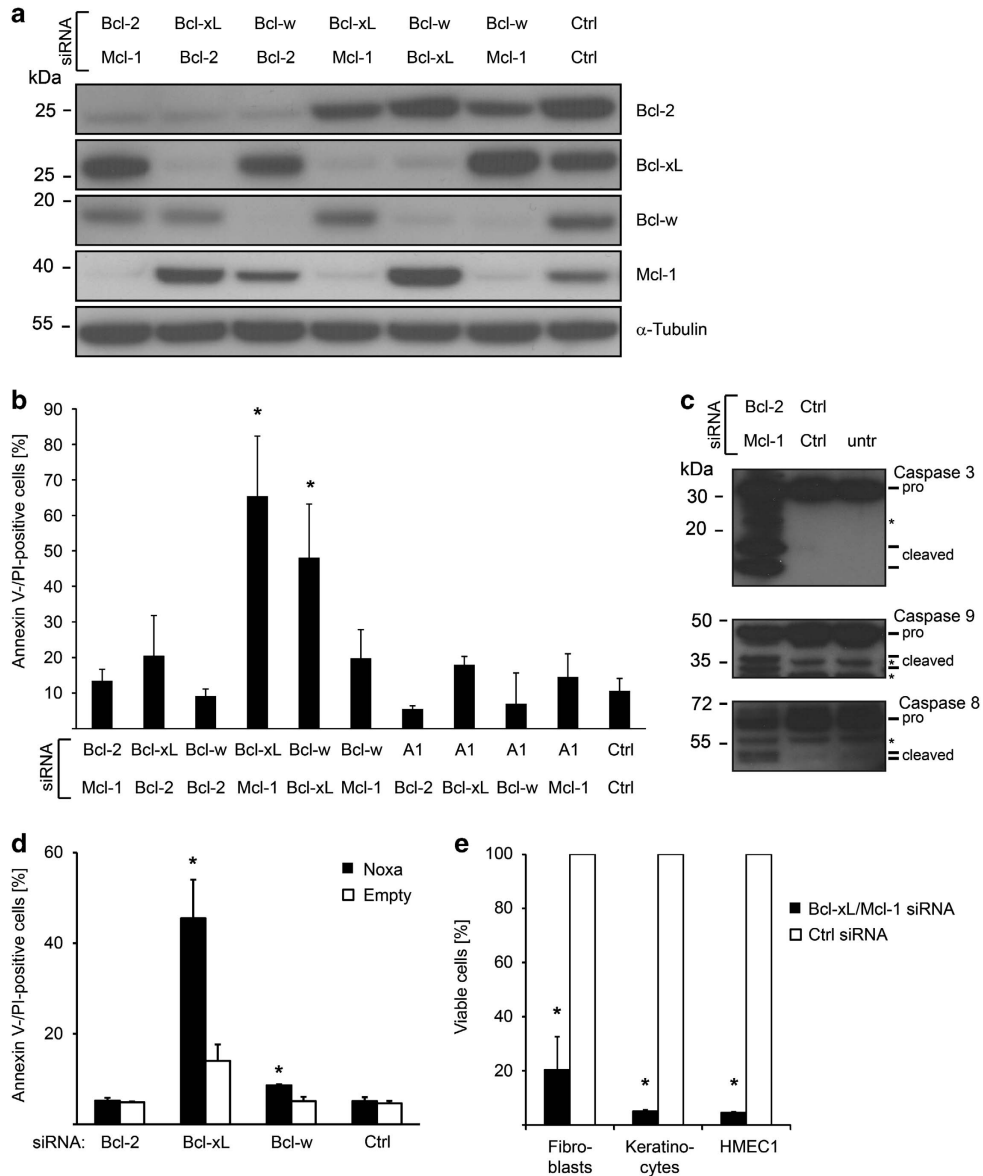 a
siRNA
Bcl-2 Bcl-xL Bcl-w Bcl-xL Bcl-w Bcl-w Ctrl
Mcl-1 Bcl-2 Bcl-2 Mcl-1 Bcl-xL Mcl-1 Ctrl
kDa
25 Bcl-2
25 Bcl-xL
20 Bcl-w
40 Mcl-1
55 α-Tubulin
b
Annexin V-/PI-positive cells [%]
90
80
70
60
50
40
30
20
10
* *
siRNA
Bcl-2 Bcl-xL Bcl-w Bcl-xL Bcl-w Bcl-w A1 A1 A1 A1 Ctrl
Mcl-1 Bcl-2 Bcl-2 Mcl-1 Bcl-xL Mcl-1 Bcl-2 Bcl-xL Bcl-w Mcl-1 Ctrl
c
siRNA
Bcl-2 Ctrl
Mcl-1 Ctrl untr
kDa
Caspase 3
30 pro
20 *
cleaved
Caspase 9
50 pro
35 * cleaved
*
Caspase 8
72 pro
55 *
cleaved
d
Annexin V-/PI-positive cells [%]
60
40
20
* *
Noxa
Empty
siRNA: Bcl-2 Bcl-xL Bcl-w Ctrl
e
Viable cells [%]
100
80
60
40
20
* * *
Bcl-xL/Mcl-1 siRNA
Ctrl siRNA
Fibro- Keratino- HMEC1
blasts cytes